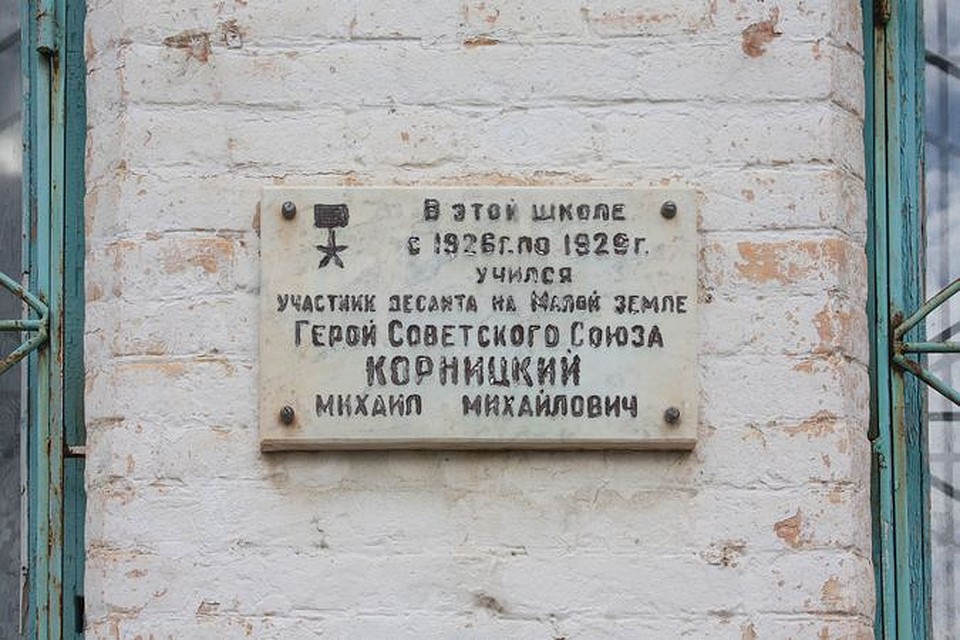 В этой школе
с 1926г. по 1929г.
учился
участник десанта на Малой земле
Герой Советского Союза
КОРНИЦКИЙ
Михаил Михайлович